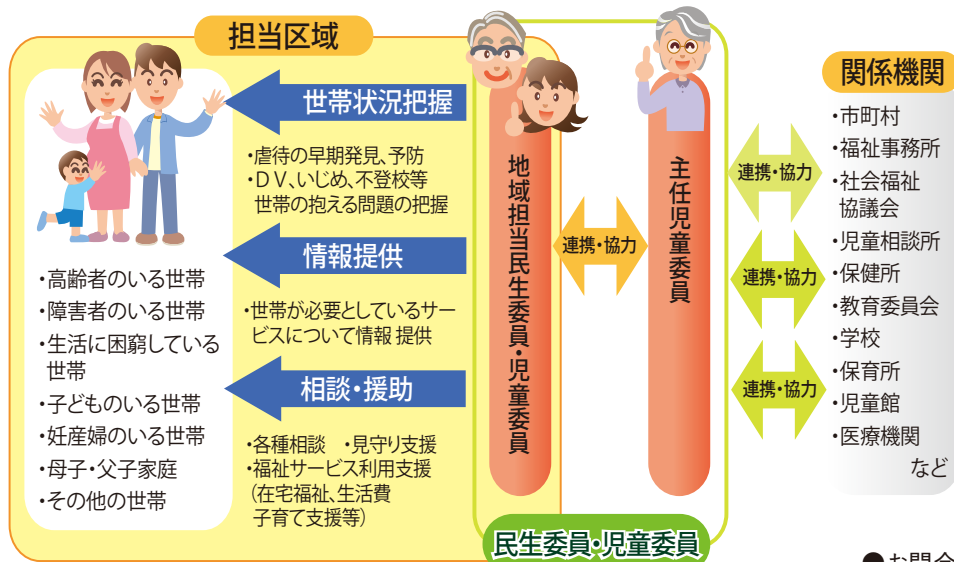 担当区域
世帯状況把握
・虐待の早期発見、予防
・ＤＶ、いじめ、不登校等
世帯の抱える問題の把握
情報提供
・世帯が必要としているサー
ビスについて情報 提供
相談・援助
・各種相談　・見守り支援
・福祉サービス利用支援
(在宅福祉、生活費
子育て支援等)
・高齢者のいる世帯
・障害者のいる世帯
・生活に困窮している
世帯
・子どものいる世帯
・妊産婦のいる世帯
・母子・父子家庭
・その他の世帯
地域担当民生委員・児童委員
連携・協力
主任児童委員
民生委員・児童委員
連携・協力
連携・協力
連携・協力
関係機関
・市町村
・福祉事務所
・社会福祉
協議会
・児童相談所
・保健所
・教育委員会
・学校
・保育所
・児童館
・医療機関
など